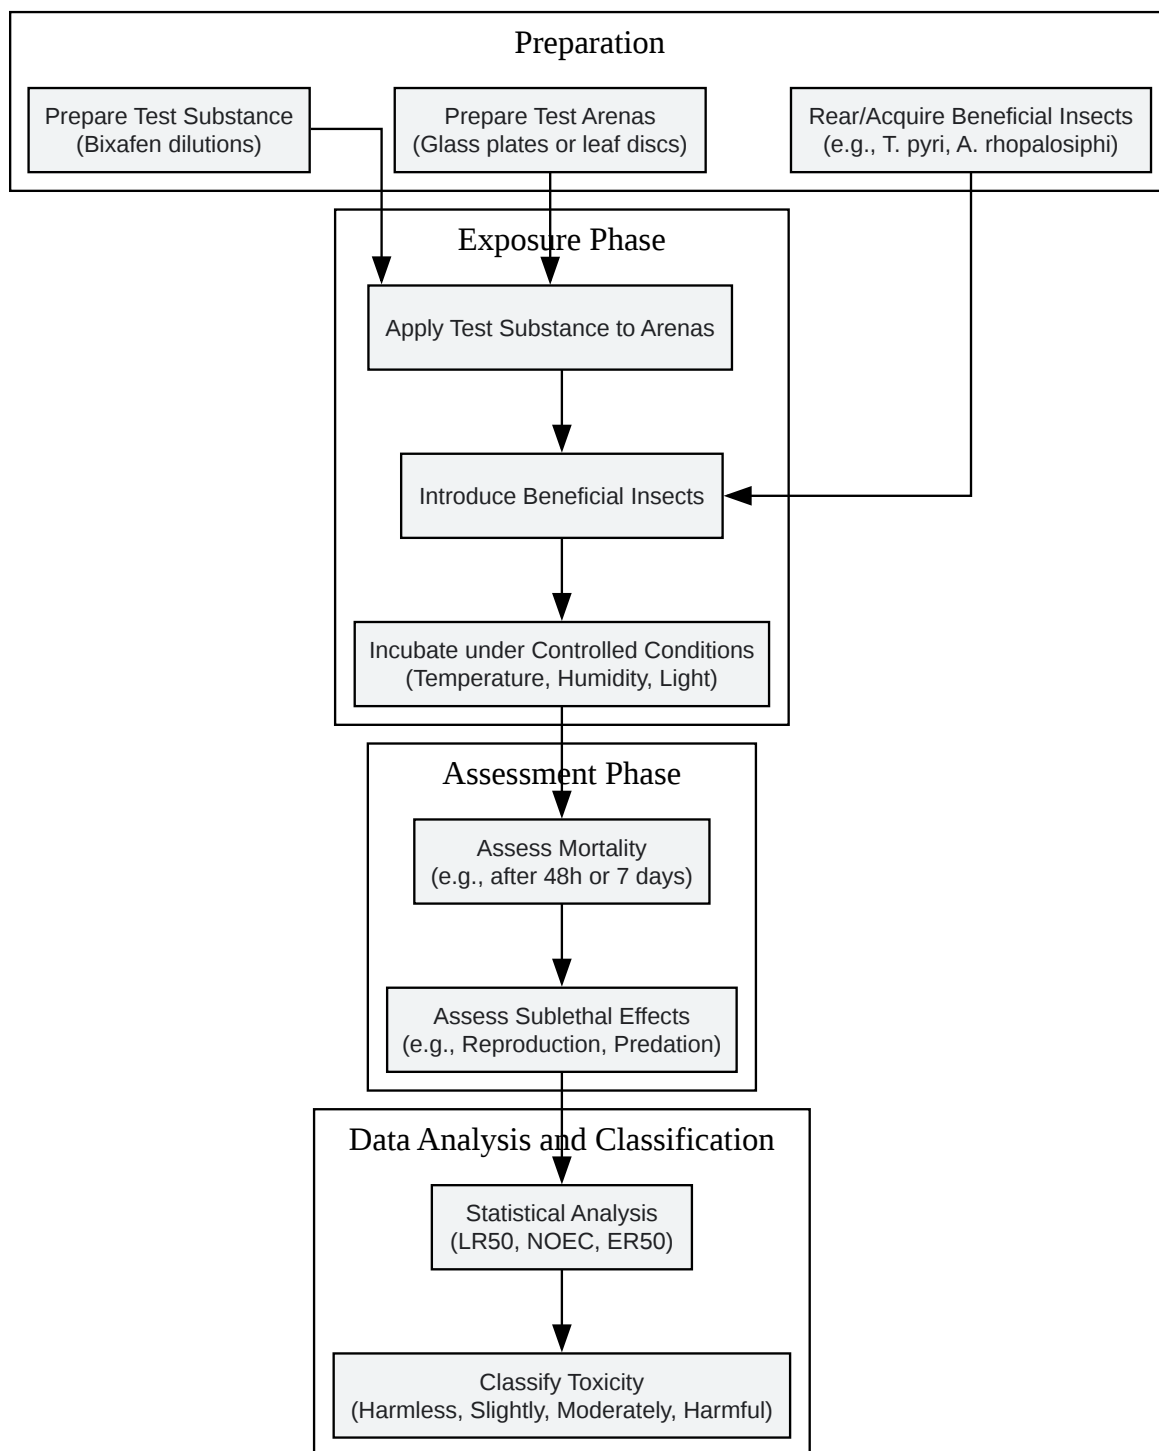 Preparation
Prepare Test Substance
(Bixafen dilutions)
Prepare Test Arenas
(Glass plates or leaf discs)
Rear/Acquire Beneficial Insects
(e.g., T. pyri, A. rhopalosiphi)
Exposure Phase
Apply Test Substance to Arenas
Introduce Beneficial Insects
Incubate under Controlled Conditions
(Temperature, Humidity, Light)
Assessment Phase
Assess Mortality
(e.g., after 48h or 7 days)
Assess Sublethal Effects
(e.g., Reproduction, Predation)
Data Analysis and Classification
Statistical Analysis
(LR50, NOEC, ER50)
Classify Toxicity
(Harmless, Slightly, Moderately, Harmful)